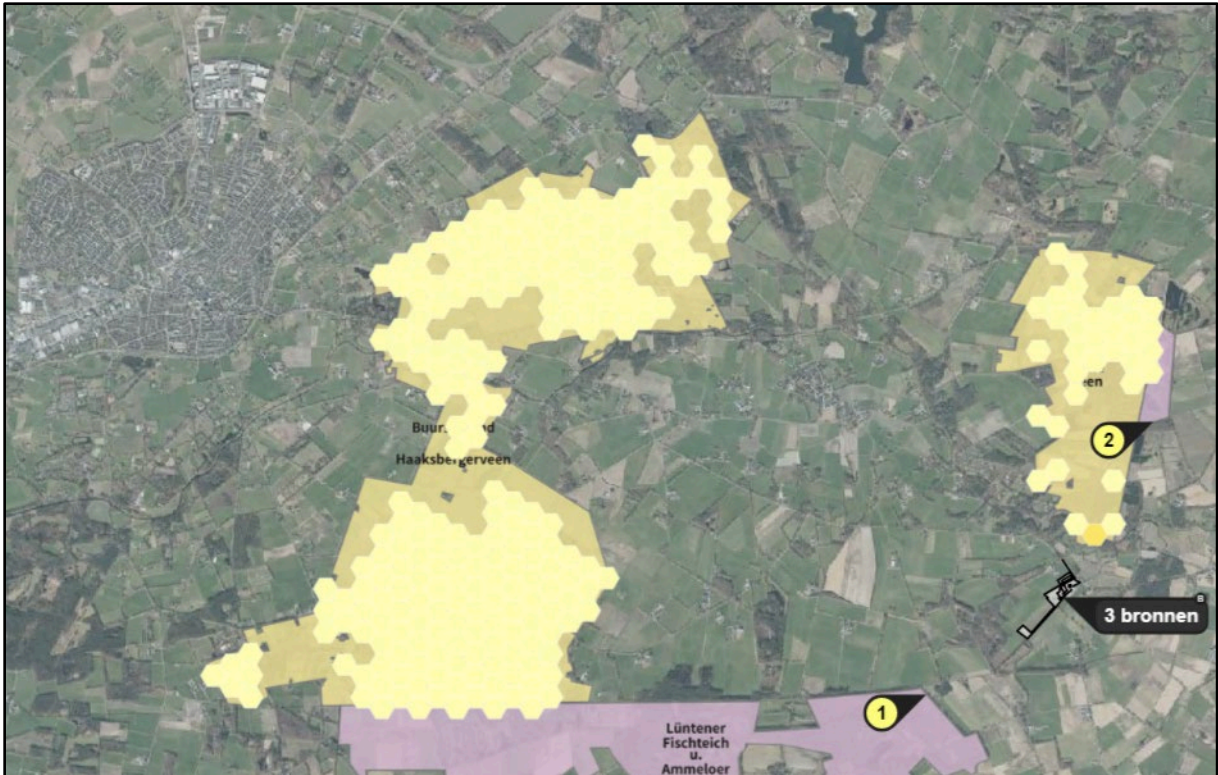 een
2
Haaksbergerveen
3 bronnen
1
Lüntener
Fischteich
u.
Ammeloer